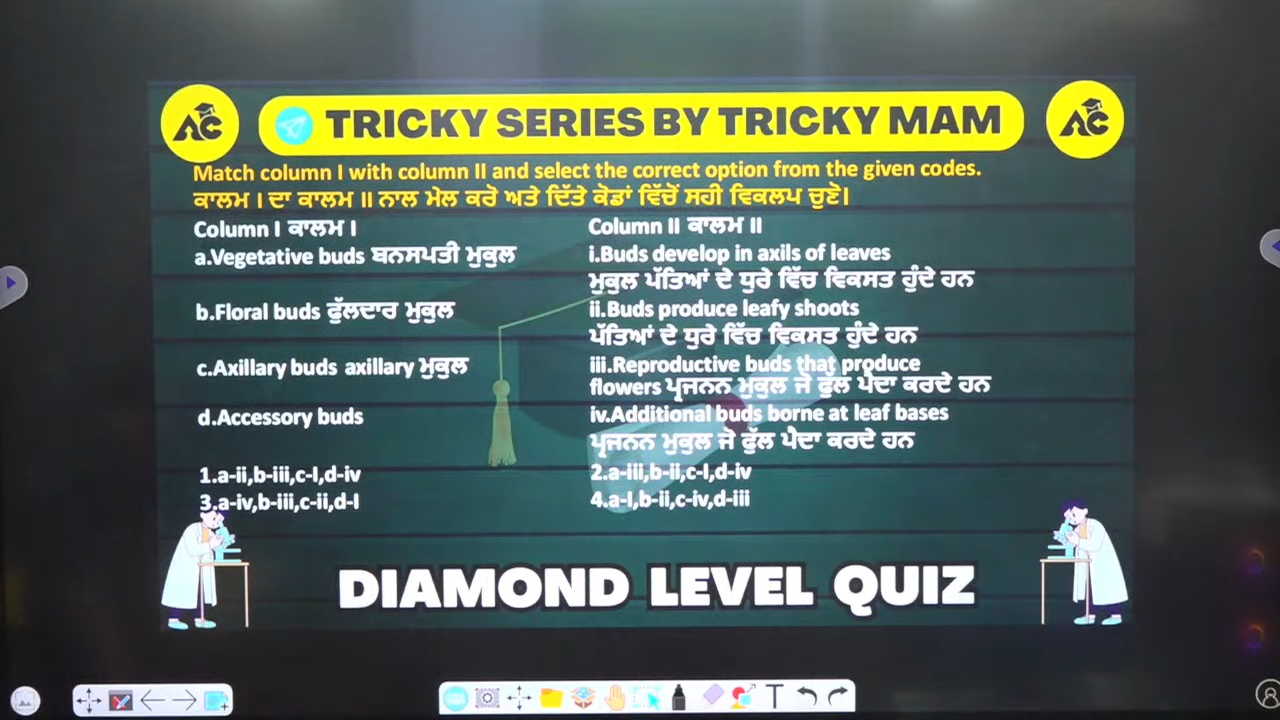 AC
TRICKY SERIES BY TRICKY MAM
AC
Match column I with column II and select the correct option from the given codes.
ਕਾਲਮ I ਦਾ ਕਾਲਮ II ਨਾਲ ਮੇਲ ਕਰੋ ਅਤੇ ਦਿੱਤੇ ਕੋਡਾਂ ਵਿੱਚੋਂ ਸਹੀ ਵਿਕਲਪ ਚੁਣੋ।
Column I ਕਾਲਮ I
Column II ਕਾਲਮ II
a.Vegetative buds ਬਨਸਪਤੀ ਮੁਕੁਲ
i.Buds develop in axils of leaves
ਮੁਕੁਲ ਪੱਤਿਆਂ ਦੇ ਧੁਰੇ ਵਿੱਚ ਵਿਕਸਤ ਹੁੰਦੇ ਹਨ
b.Floral buds ਫੁੱਲਦਾਰ ਮੁਕੁਲ
ii.Buds produce leafy shoots
ਪੱਤਿਆਂ ਦੇ ਧੁਰੇ ਵਿੱਚ ਵਿਕਸਤ ਹੁੰਦੇ ਹਨ
c.Axillary buds axillary ਮੁਕੁਲ
iii.Reproductive buds that produce
flowers ਪ੍ਰਜਨਨ ਮੁਕੁਲ ਜੋ ਫੁੱਲ ਪੈਦਾ ਕਰਦੇ ਹਨ
d.Accessory buds
iv.Additional buds borne at leaf bases
ਪ੍ਰਜਨਨ ਮੁਕੁਲ ਜੋ ਫੁੱਲ ਪੈਦਾ ਕਰਦੇ ਹਨ
1.a-ii,b-iii,c-I,d-iv
2.a-iii,b-ii,c-I,d-iv
3.a-iv,b-iii,c-ii,d-I
4.a-I,b-ii,c-iv,d-iii
DIAMOND LEVEL QUIZ